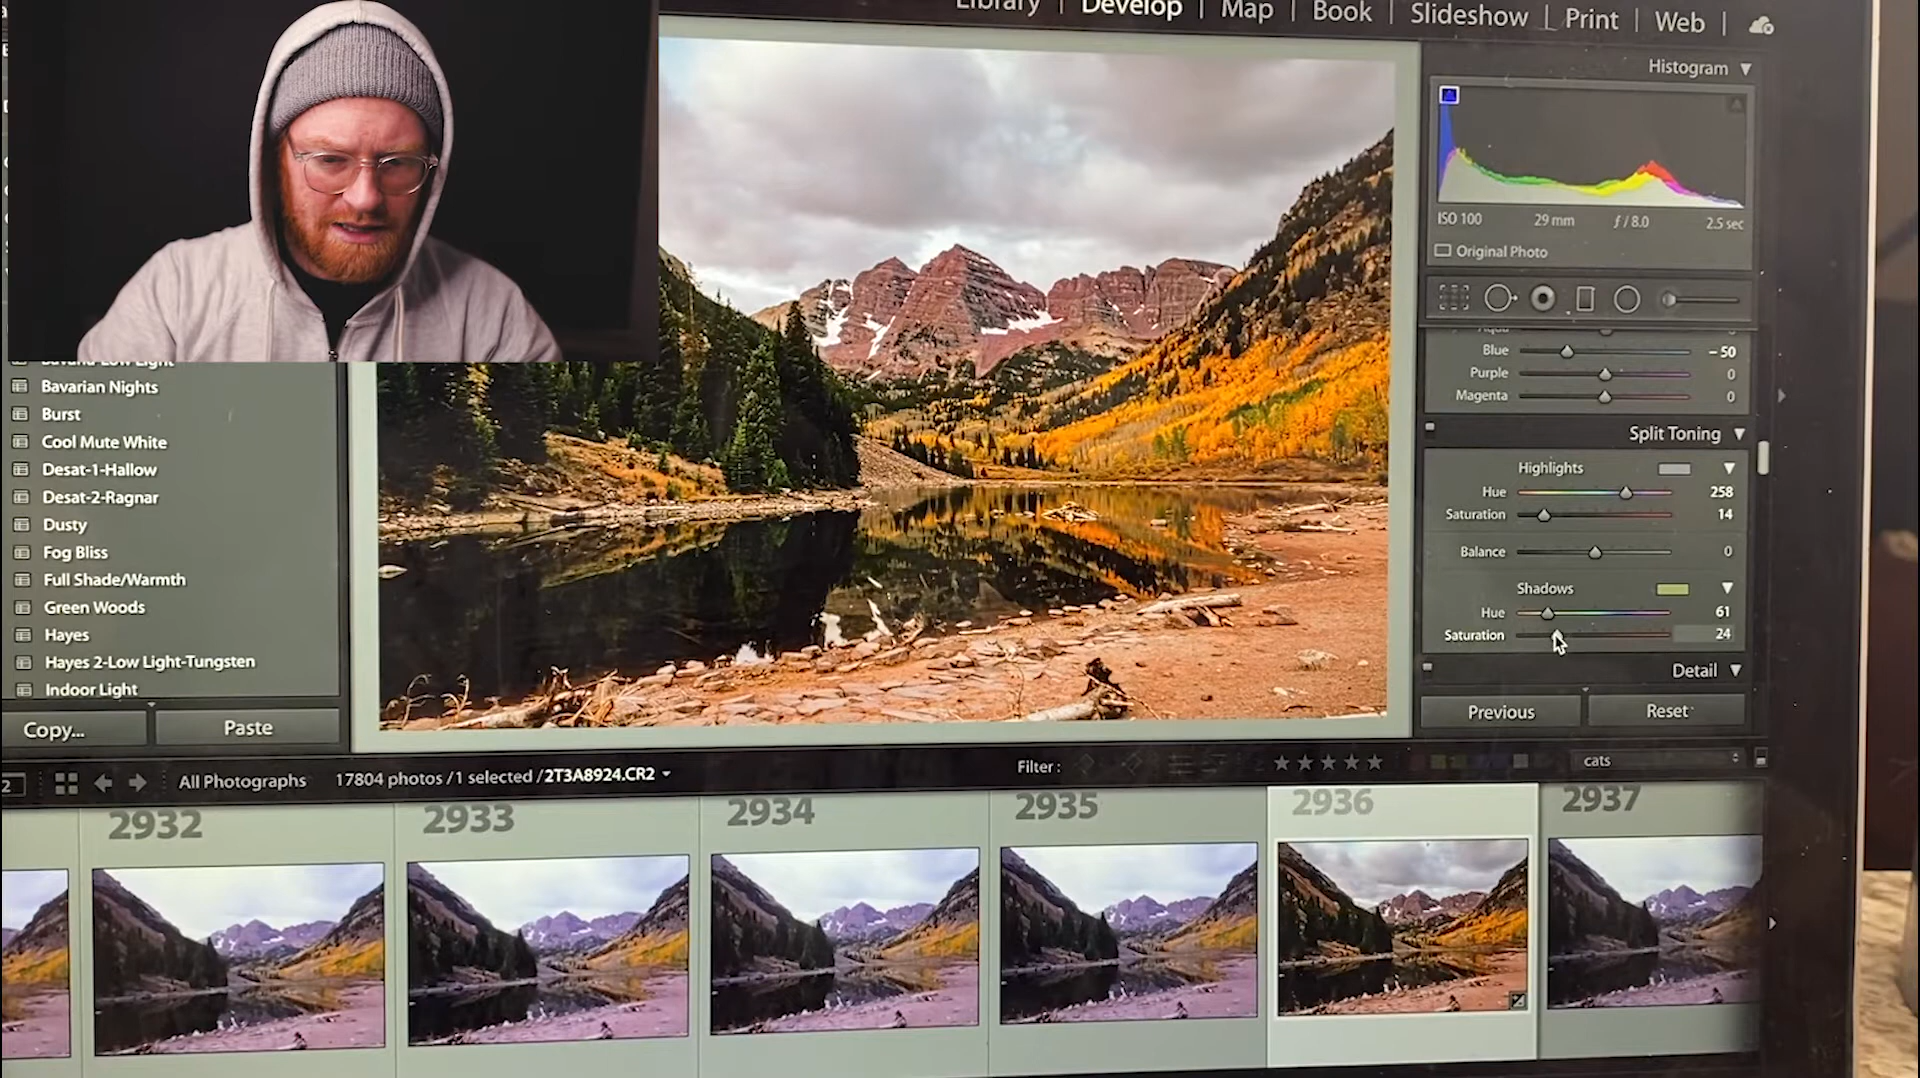 Library | Develop | Map | Book | Slideshow | Print | Web |
Histogram
ISO 100 29 mm ƒ / 8.0 2.5 sec
Original Photo
Aqua
Blue - 50
Purple 0
Magenta 0
Split Toning
Highlights
Hue 258
Saturation 14
Balance 0
Shadows
Hue 61
Saturation 24
Detail
Previous Reset
Bavarian Nights
Burst
Cool Mute White
Desat-1-Hallow
Desat-2-Ragnar
Dusty
Fog Bliss
Full Shade/Warmth
Green Woods
Hayes
Hayes 2-Low Light-Tungsten
Indoor Light
Copy... Paste
2 All Photographs 17804 photos /1 selected /2T3A8924.CR2 Filter : cats
2932 2933 2934 2935 2936 2937